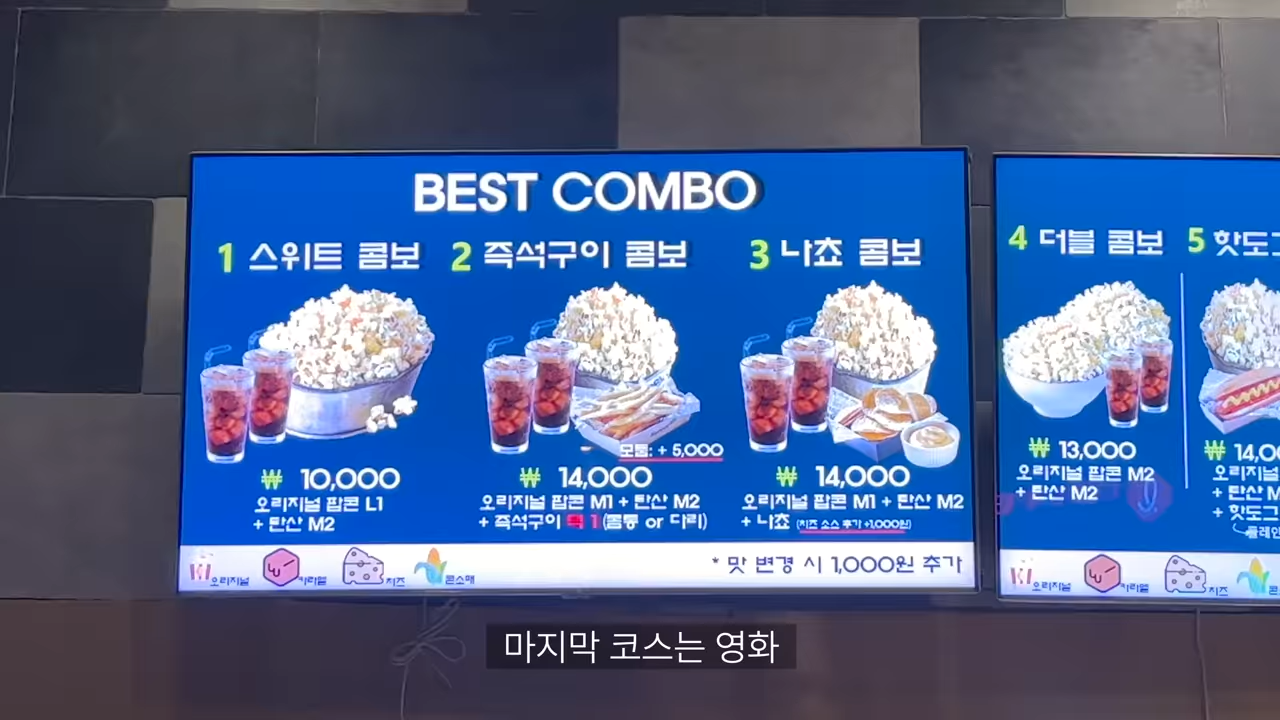 BEST COMBO
1 스위트 콤보
₩ 10,000
오리지널 팝콘 L1
+ 탄산 M2
2 즉석구이 콤보
모둠: + 5,000
₩ 14,000
오리지널 팝콘 M1 + 탄산 M2
+ 즉석구이 택 1 (몸통 or 다리)
3 나쵸 콤보
₩ 14,000
오리지널 팝콘 M1 + 탄산 M2
+ 나쵸 (치즈 소스 추가 +1,000원)
오리지널 카라멜 치즈 콘소메
* 맛 변경 시 1,000원 추가
4 더블 콤보
₩ 13,000
오리지널 팝콘 M2
+ 탄산 M2
5 핫도그
₩ 14,00
오리지널
+ 탄산 M
+ 핫도그
오리지널 카라멜 치즈
마지막 코스는 영화